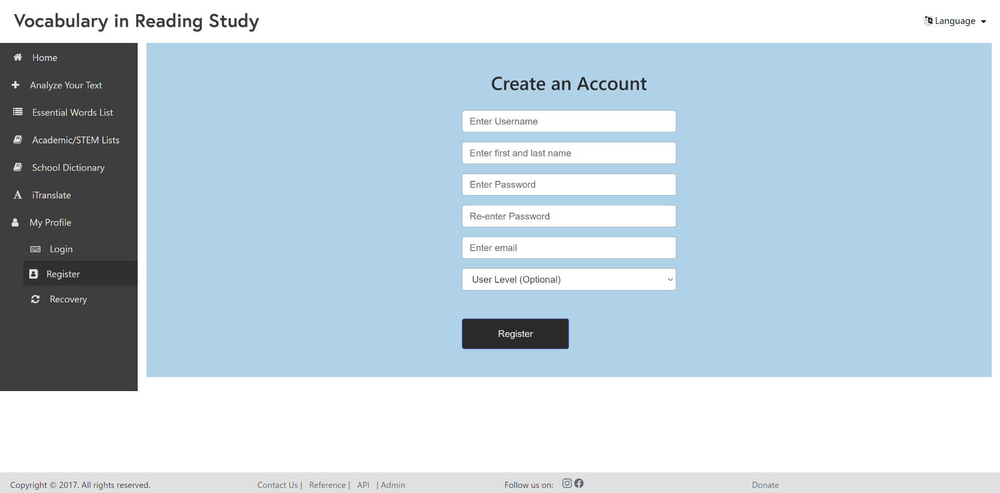 Vocabulary in Reading Study
Language
Home
Analyze Your Text
Essential Words List
Academic/STEM Lists
School Dictionary
iTranslate
My Profile
Login
Register
Recovery
Create an Account
Enter Username
Enter first and last name
Enter Password
Re-enter Password
Enter email
User Level (Optional)
Register
Copyright © 2017. All rights reserved. Contact Us | Reference | API | Admin Follow us on: Donate